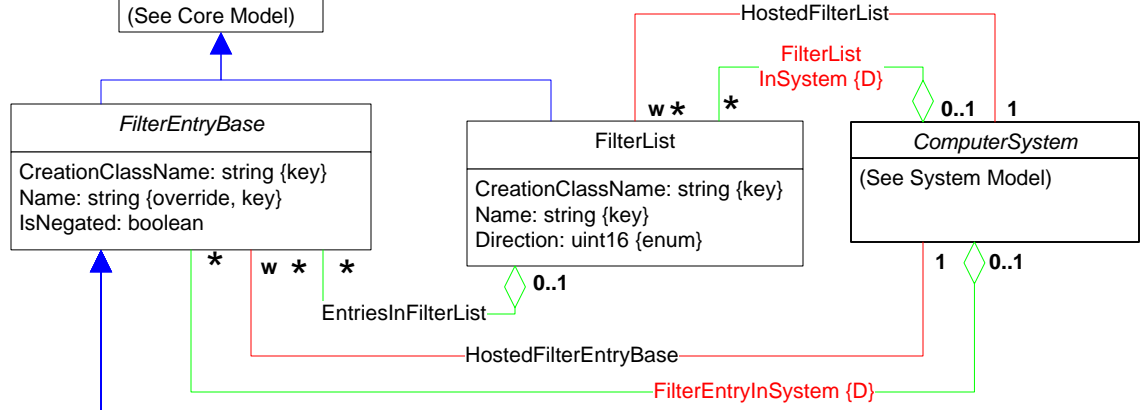 (See Core Model)
HostedFilterList
FilterList
InSystem {D}
w
*
*
0..1
1
FilterEntryBase
CreationClassName: string {key}
Name: string {override, key}
IsNegated: boolean
FilterList
CreationClassName: string {key}
Name: string {key}
Direction: uint16 {enum}
ComputerSystem
(See System Model)
*
w
*
*
0..1
1
0..1
EntriesInFilterList
HostedFilterEntryBase
FilterEntryInSystem {D}